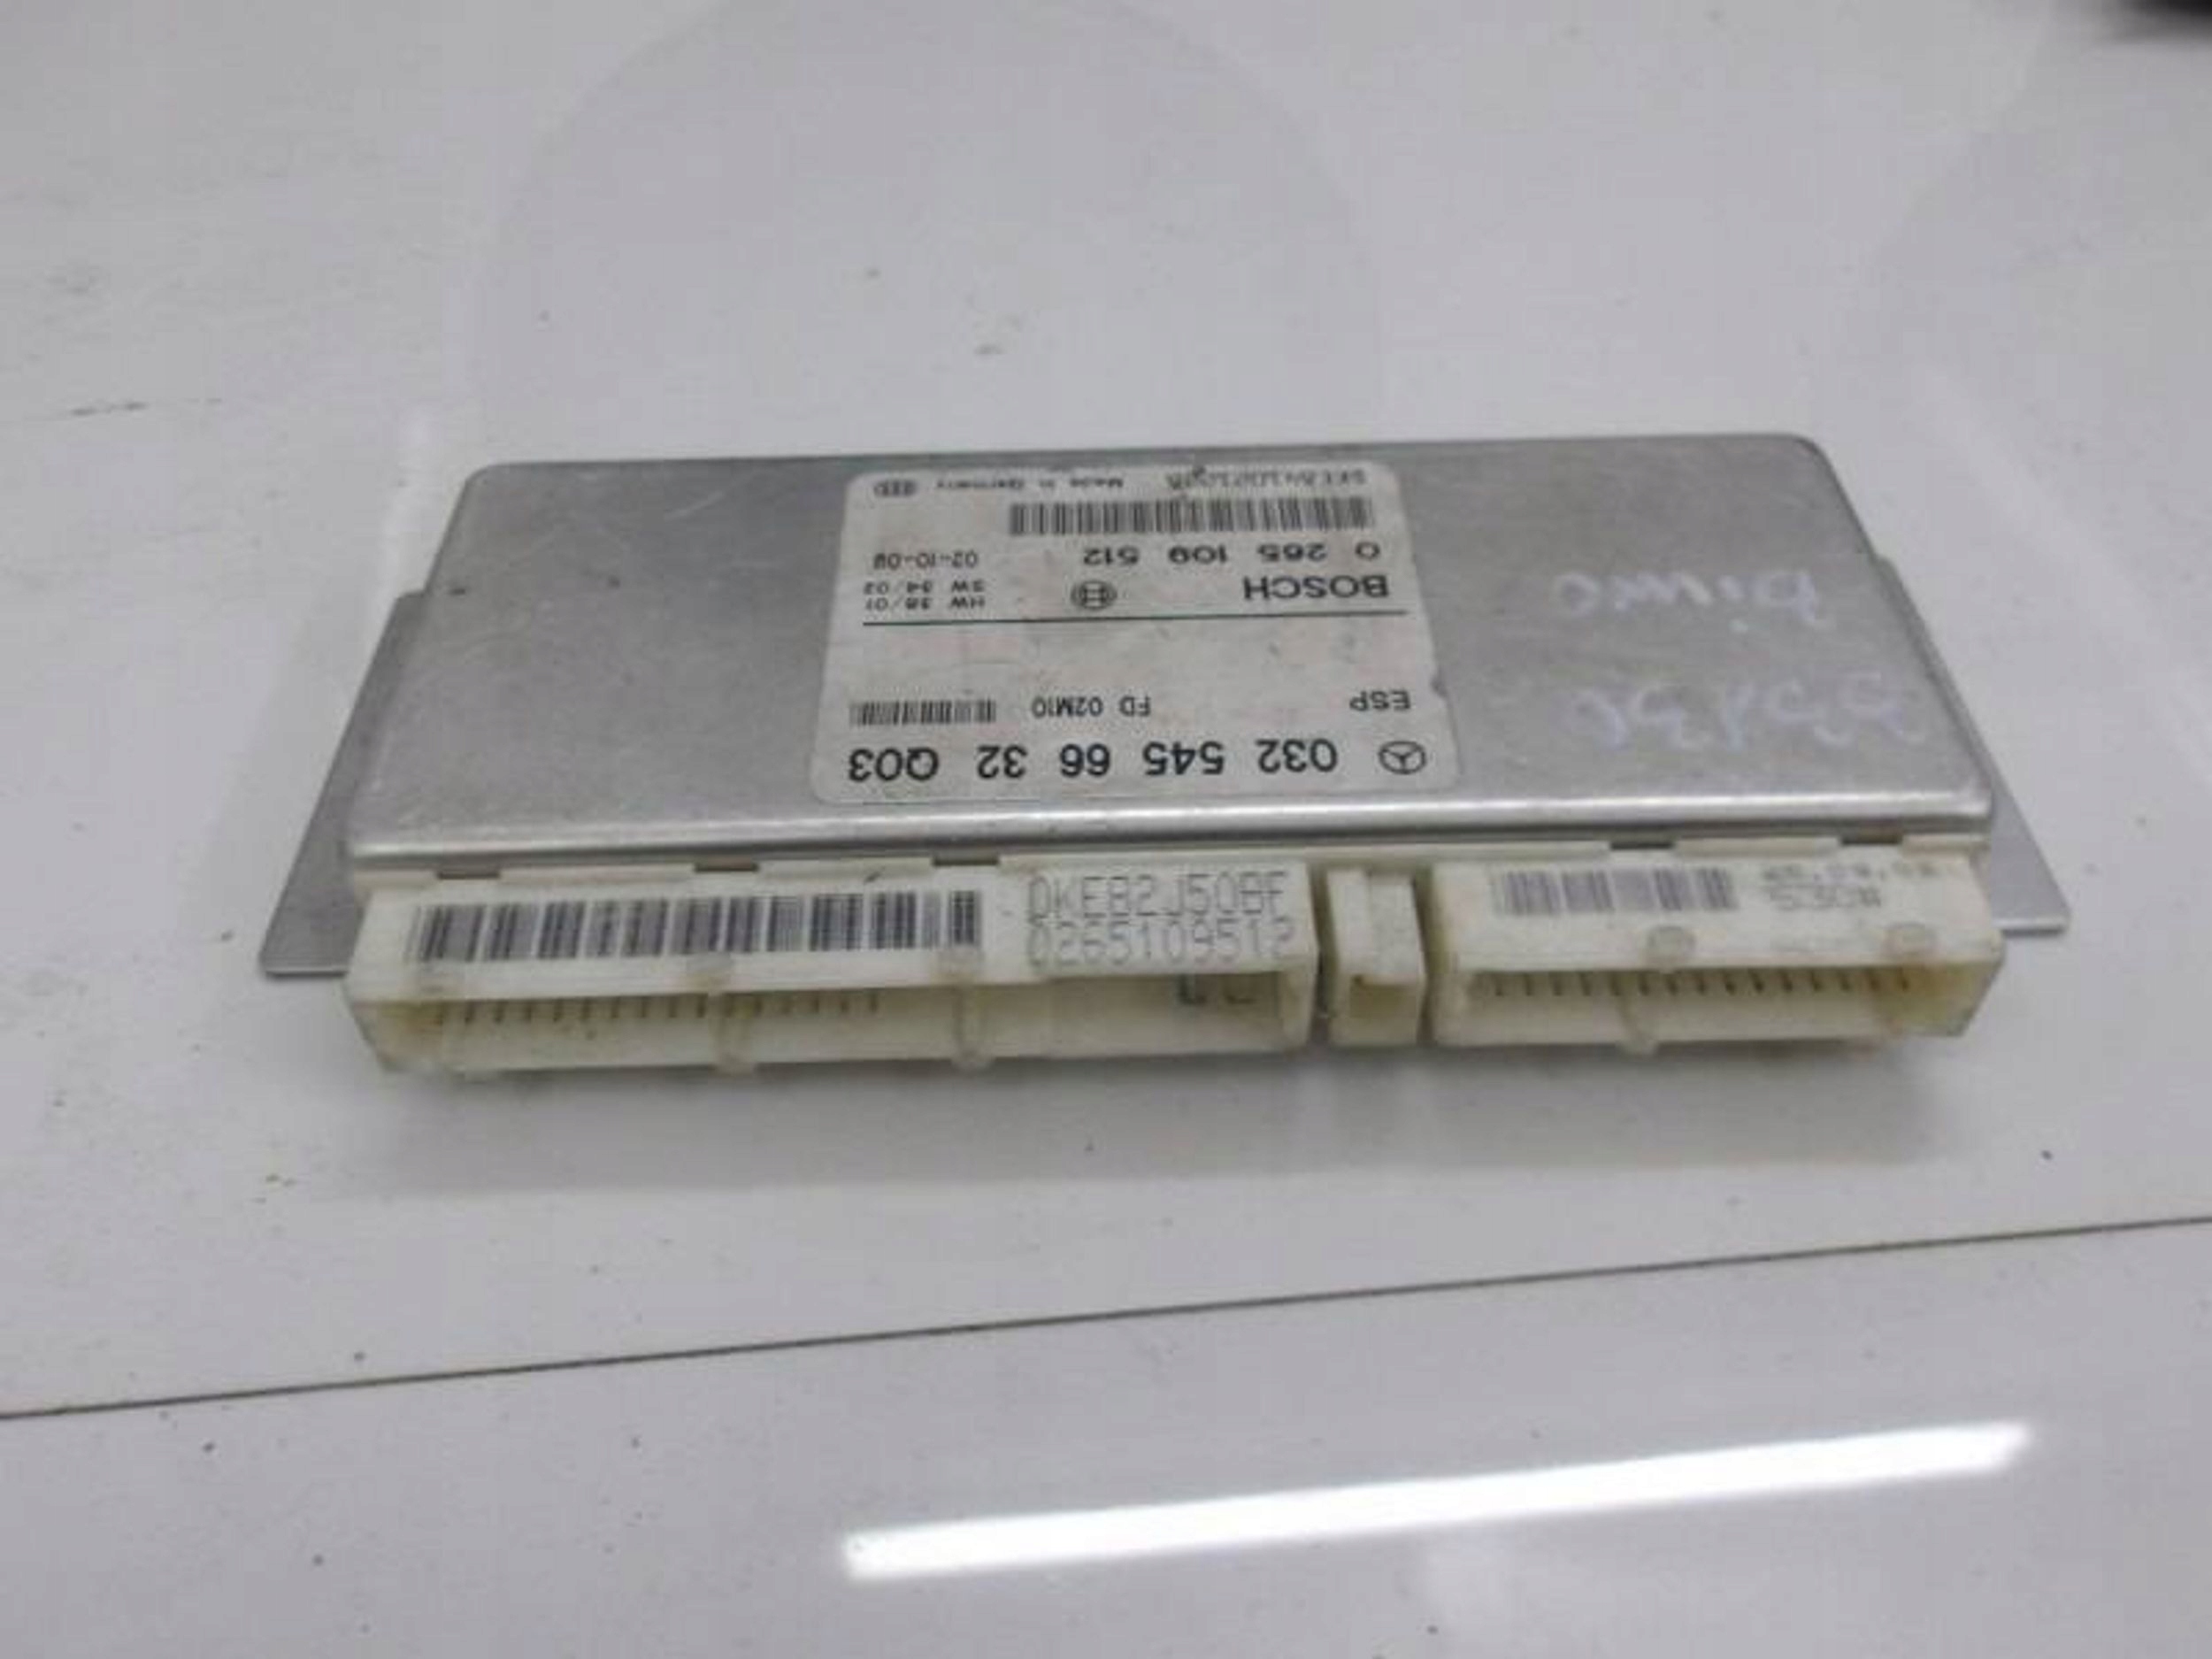 032 545 66 32 Q03
ESP FD 02M10
BOSCH
HW 38/01
SW 34/02
0 265 109 512 02-10-09
Made in Germany
0KEB2J50BF
0265109512